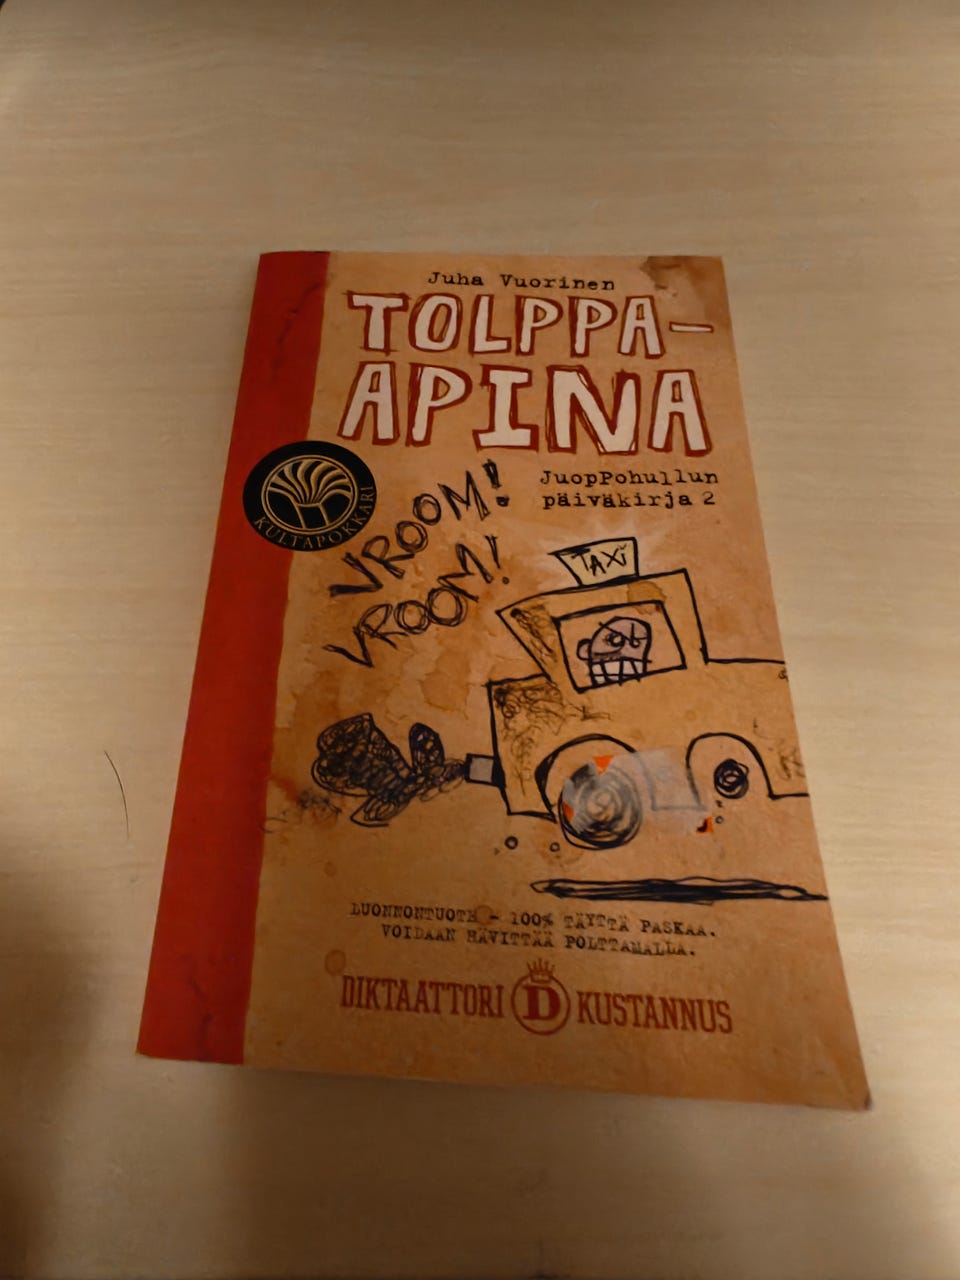 Juha Vuorinen
TOLPPA-
APINA
JuopPohullun
päiväkirja 2
KULTAPOKKARI
VROOM!
VROOM!
TAXi
LUONNONTUOTE - 100% TÄYTTÄ PASKAA.
VOIDAAN HÄVITTÄÄ POLTTAMALLA.
DIKTAATTORI D KUSTANNUS